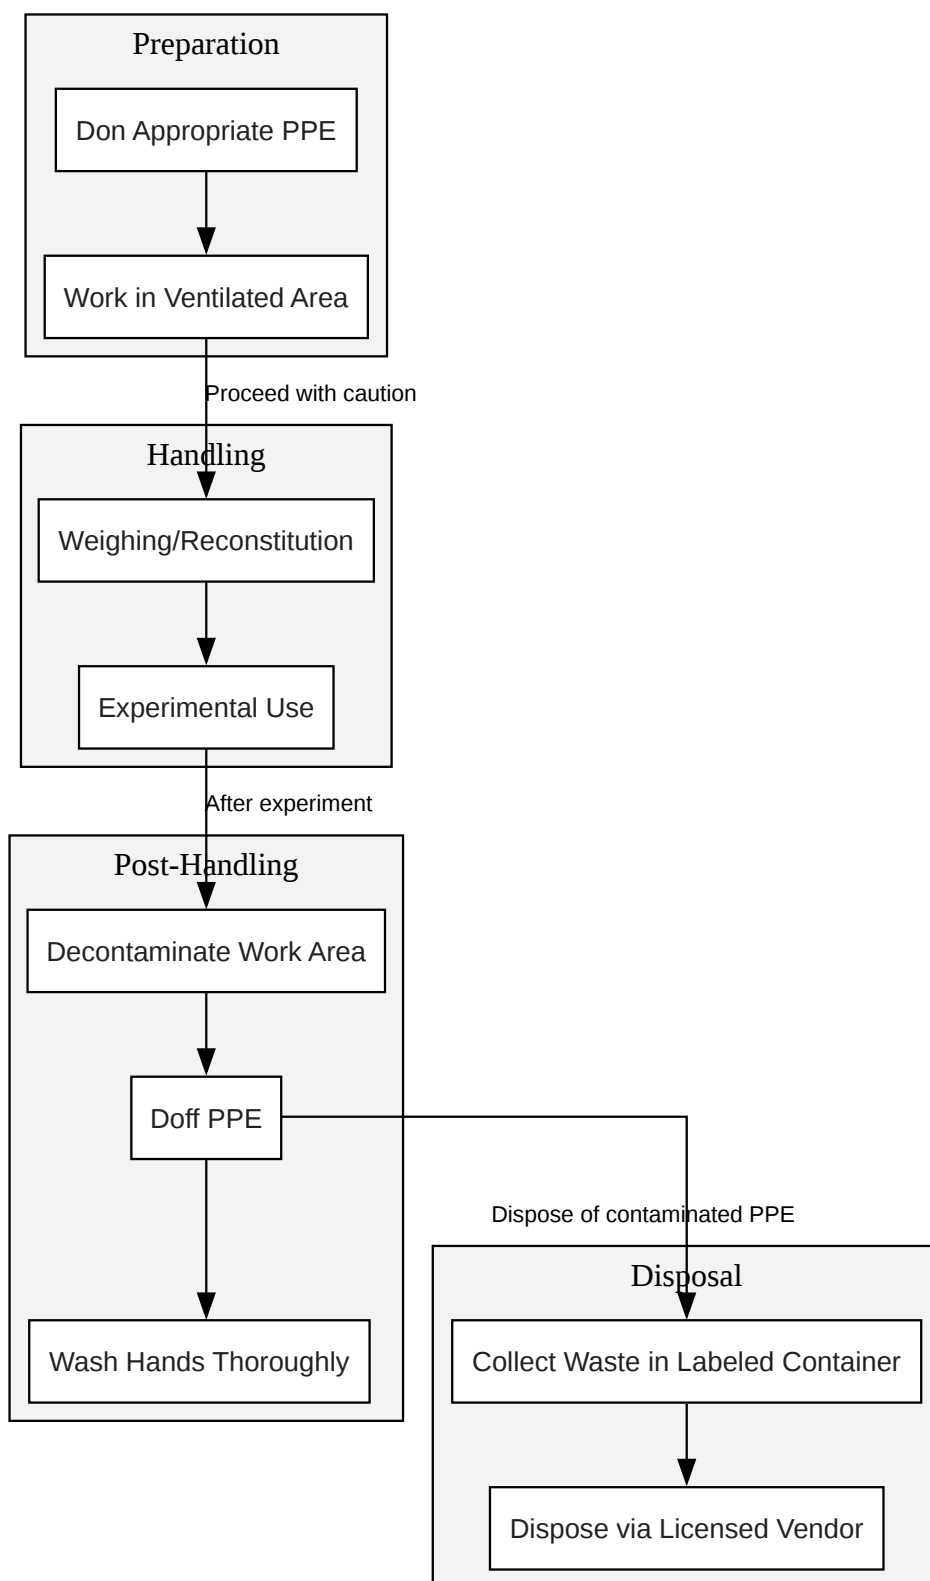 Preparation
Don Appropriate PPE
Work in Ventilated Area
Proceed with caution
Handling
Weighing/Reconstitution
Experimental Use
After experiment
Post-Handling
Decontaminate Work Area
Doff PPE
Dispose of contaminated PPE
Disposal
Wash Hands Thoroughly
Collect Waste in Labeled Container
Dispose via Licensed Vendor